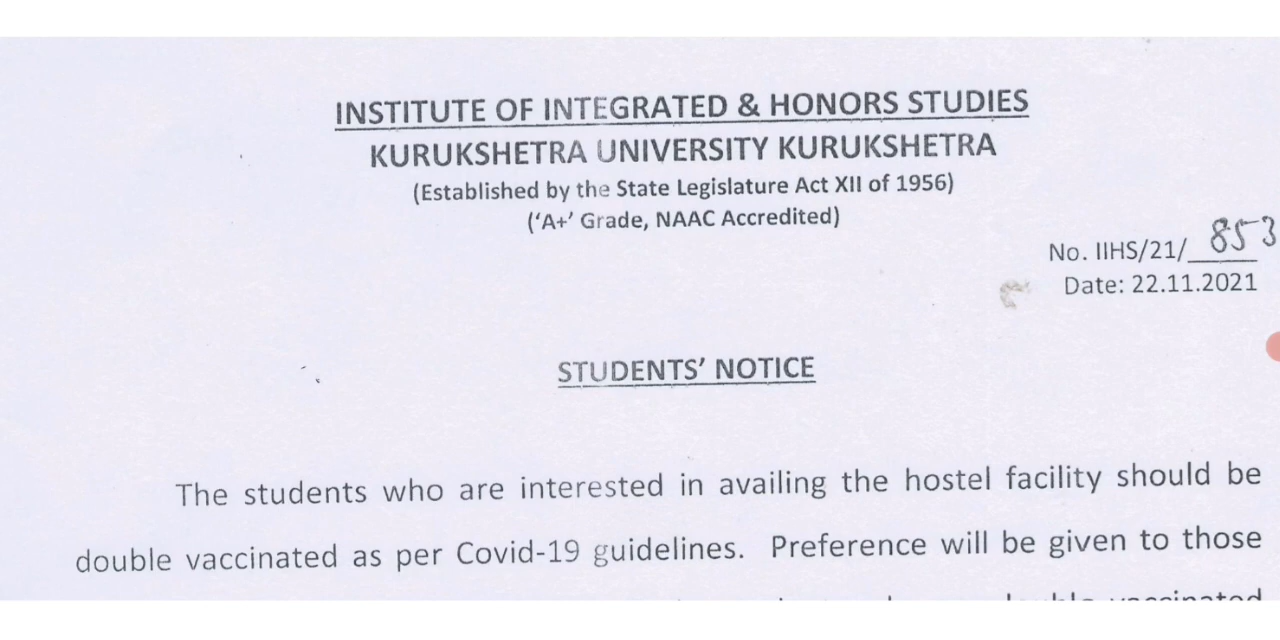 INSTITUTE OF INTEGRATED & HONORS STUDIES
KURUKSHETRA UNIVERSITY KURUKSHETRA
(Established by the State Legislature Act XII of 1956)
(‘A+’ Grade, NAAC Accredited)
No. IIHS/21/ 853
Date: 22.11.2021
STUDENTS’ NOTICE
The students who are interested in availing the hostel facility should be
double vaccinated as per Covid-19 guidelines. Preference will be given to those
vaccinated